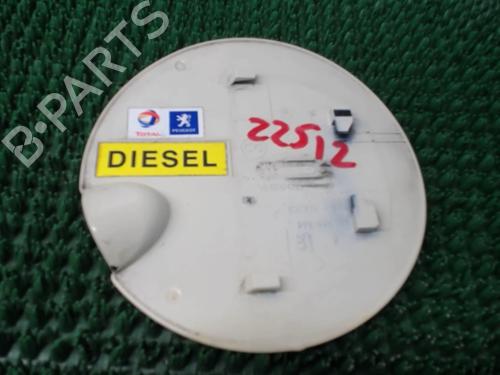 B-PARTS
TOTAL
PEUGEOT
DIESEL
22512